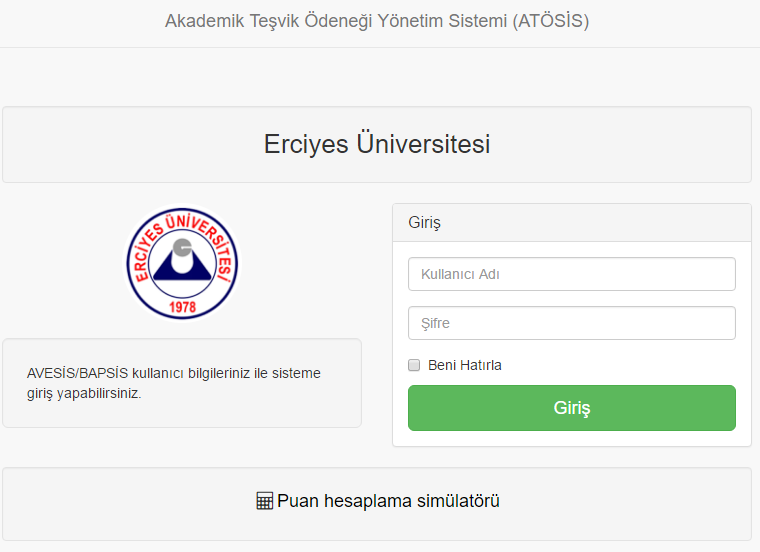 Akademik Teşvik Ödeneği Yönetim Sistemi (ATÖSİS)
Erciyes Üniversitesi
ERCİYES ÜNİVERSİTESİ
1978
AVESİS/BAPSİS kullanıcı bilgileriniz ile sisteme
giriş yapabilirsiniz.
Giriş
Kullanıcı Adı
Şifre
Beni Hatırla
Giriş
Puan hesaplama simülatörü